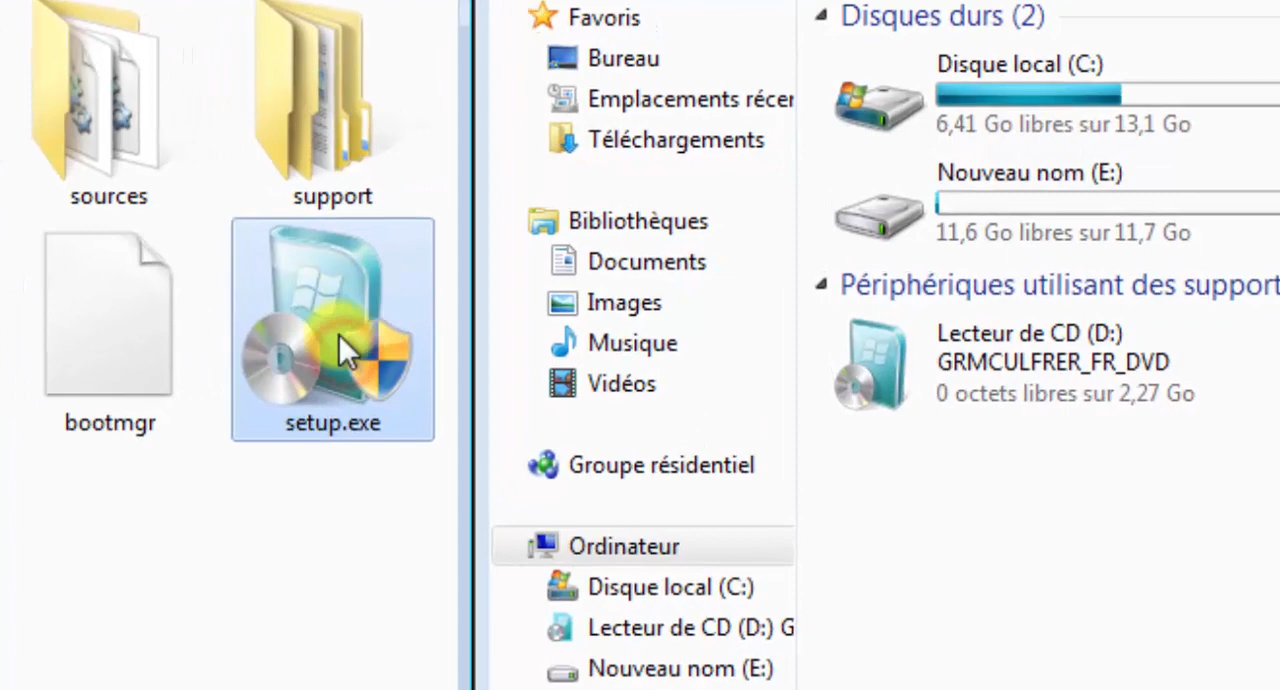 sources
support
bootmgr
setup.exe
Favoris
Bureau
Emplacements récer
Téléchargements
Bibliothèques
Documents
Images
Musique
Vidéos
Groupe résidentiel
Ordinateur
Disque local (C:)
Lecteur de CD (D:) G
Nouveau nom (E:)
Disques durs (2)
Disque local (C:)
6,41 Go libres sur 13,1 Go
Nouveau nom (E:)
11,6 Go libres sur 11,7 Go
Périphériques utilisant des support
Lecteur de CD (D:)
GRMCULFRER_FR_DVD
0 octets libres sur 2,27 Go